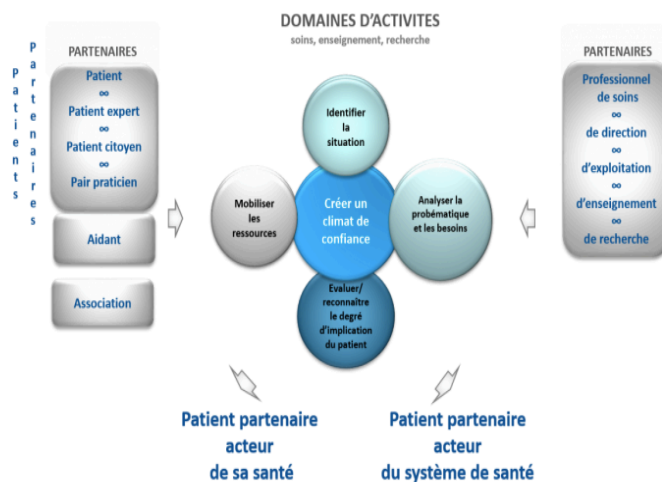 DOMAINES D'ACTIVITES
soins, enseignement, recherche
Patients
Partenaires
PARTENAIRES
Patient
∞
Patient expert
∞
Patient citoyen
∞
Pair praticien
Aidant
Association
Identifier
la
situation
Mobiliser
les
ressources
Créer un
climat de
confiance
Analyser la
probématique
et les besoins
Evaluer/
reconnaître
le degré
d'implication
du patient
PARTENAIRES
Professionnel
de soins
∞
de direction
∞
d'exploitation
∞
d'enseignement
∞
de recherche
Patient partenaire
acteur
de sa santé
Patient partenaire
acteur
du système de santé